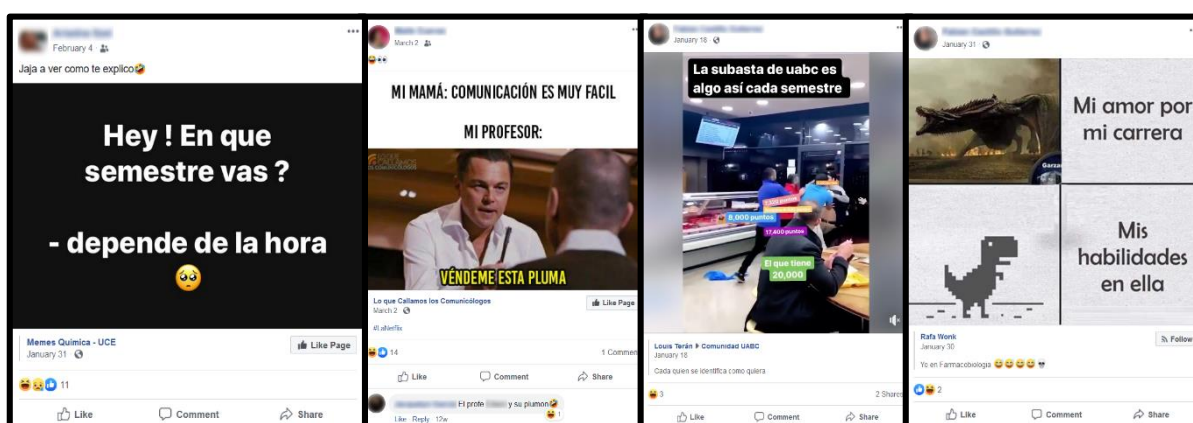 February 4
Jaja a ver como te explico🤣
Hey ! En que
semestre vas ?
- depende de la hora
🥺
Memes Quimica - UCE
January 31
Like Page
11
Like Comment Share
March 2
MI MAMÁ: COMUNICACIÓN ES MUY FACIL
MI PROFESOR:
VÉNDEME ESTA PLUMA
Lo que Callamos los Comunicólogos
March 2
Like Page
#LaNetflix
14
1 Comment
Like Comment Share
El profe y su plumon
Like Reply 12w
1
January 18
La subasta de uabc es
algo así cada semestre
8,000 puntos
17,400 puntos
El que tiene
20,000
Louis Terán Comunidad UABC
January 18
Cada quien se identifica como quiera
3
2 Shares
Like Comment Share
January 31
Mi amor por
mi carrera
Mis
habilidades
en ella
Rafa Wonk
January 30
Follow
Yo en Farmacobiologia
2
Like Comment Share